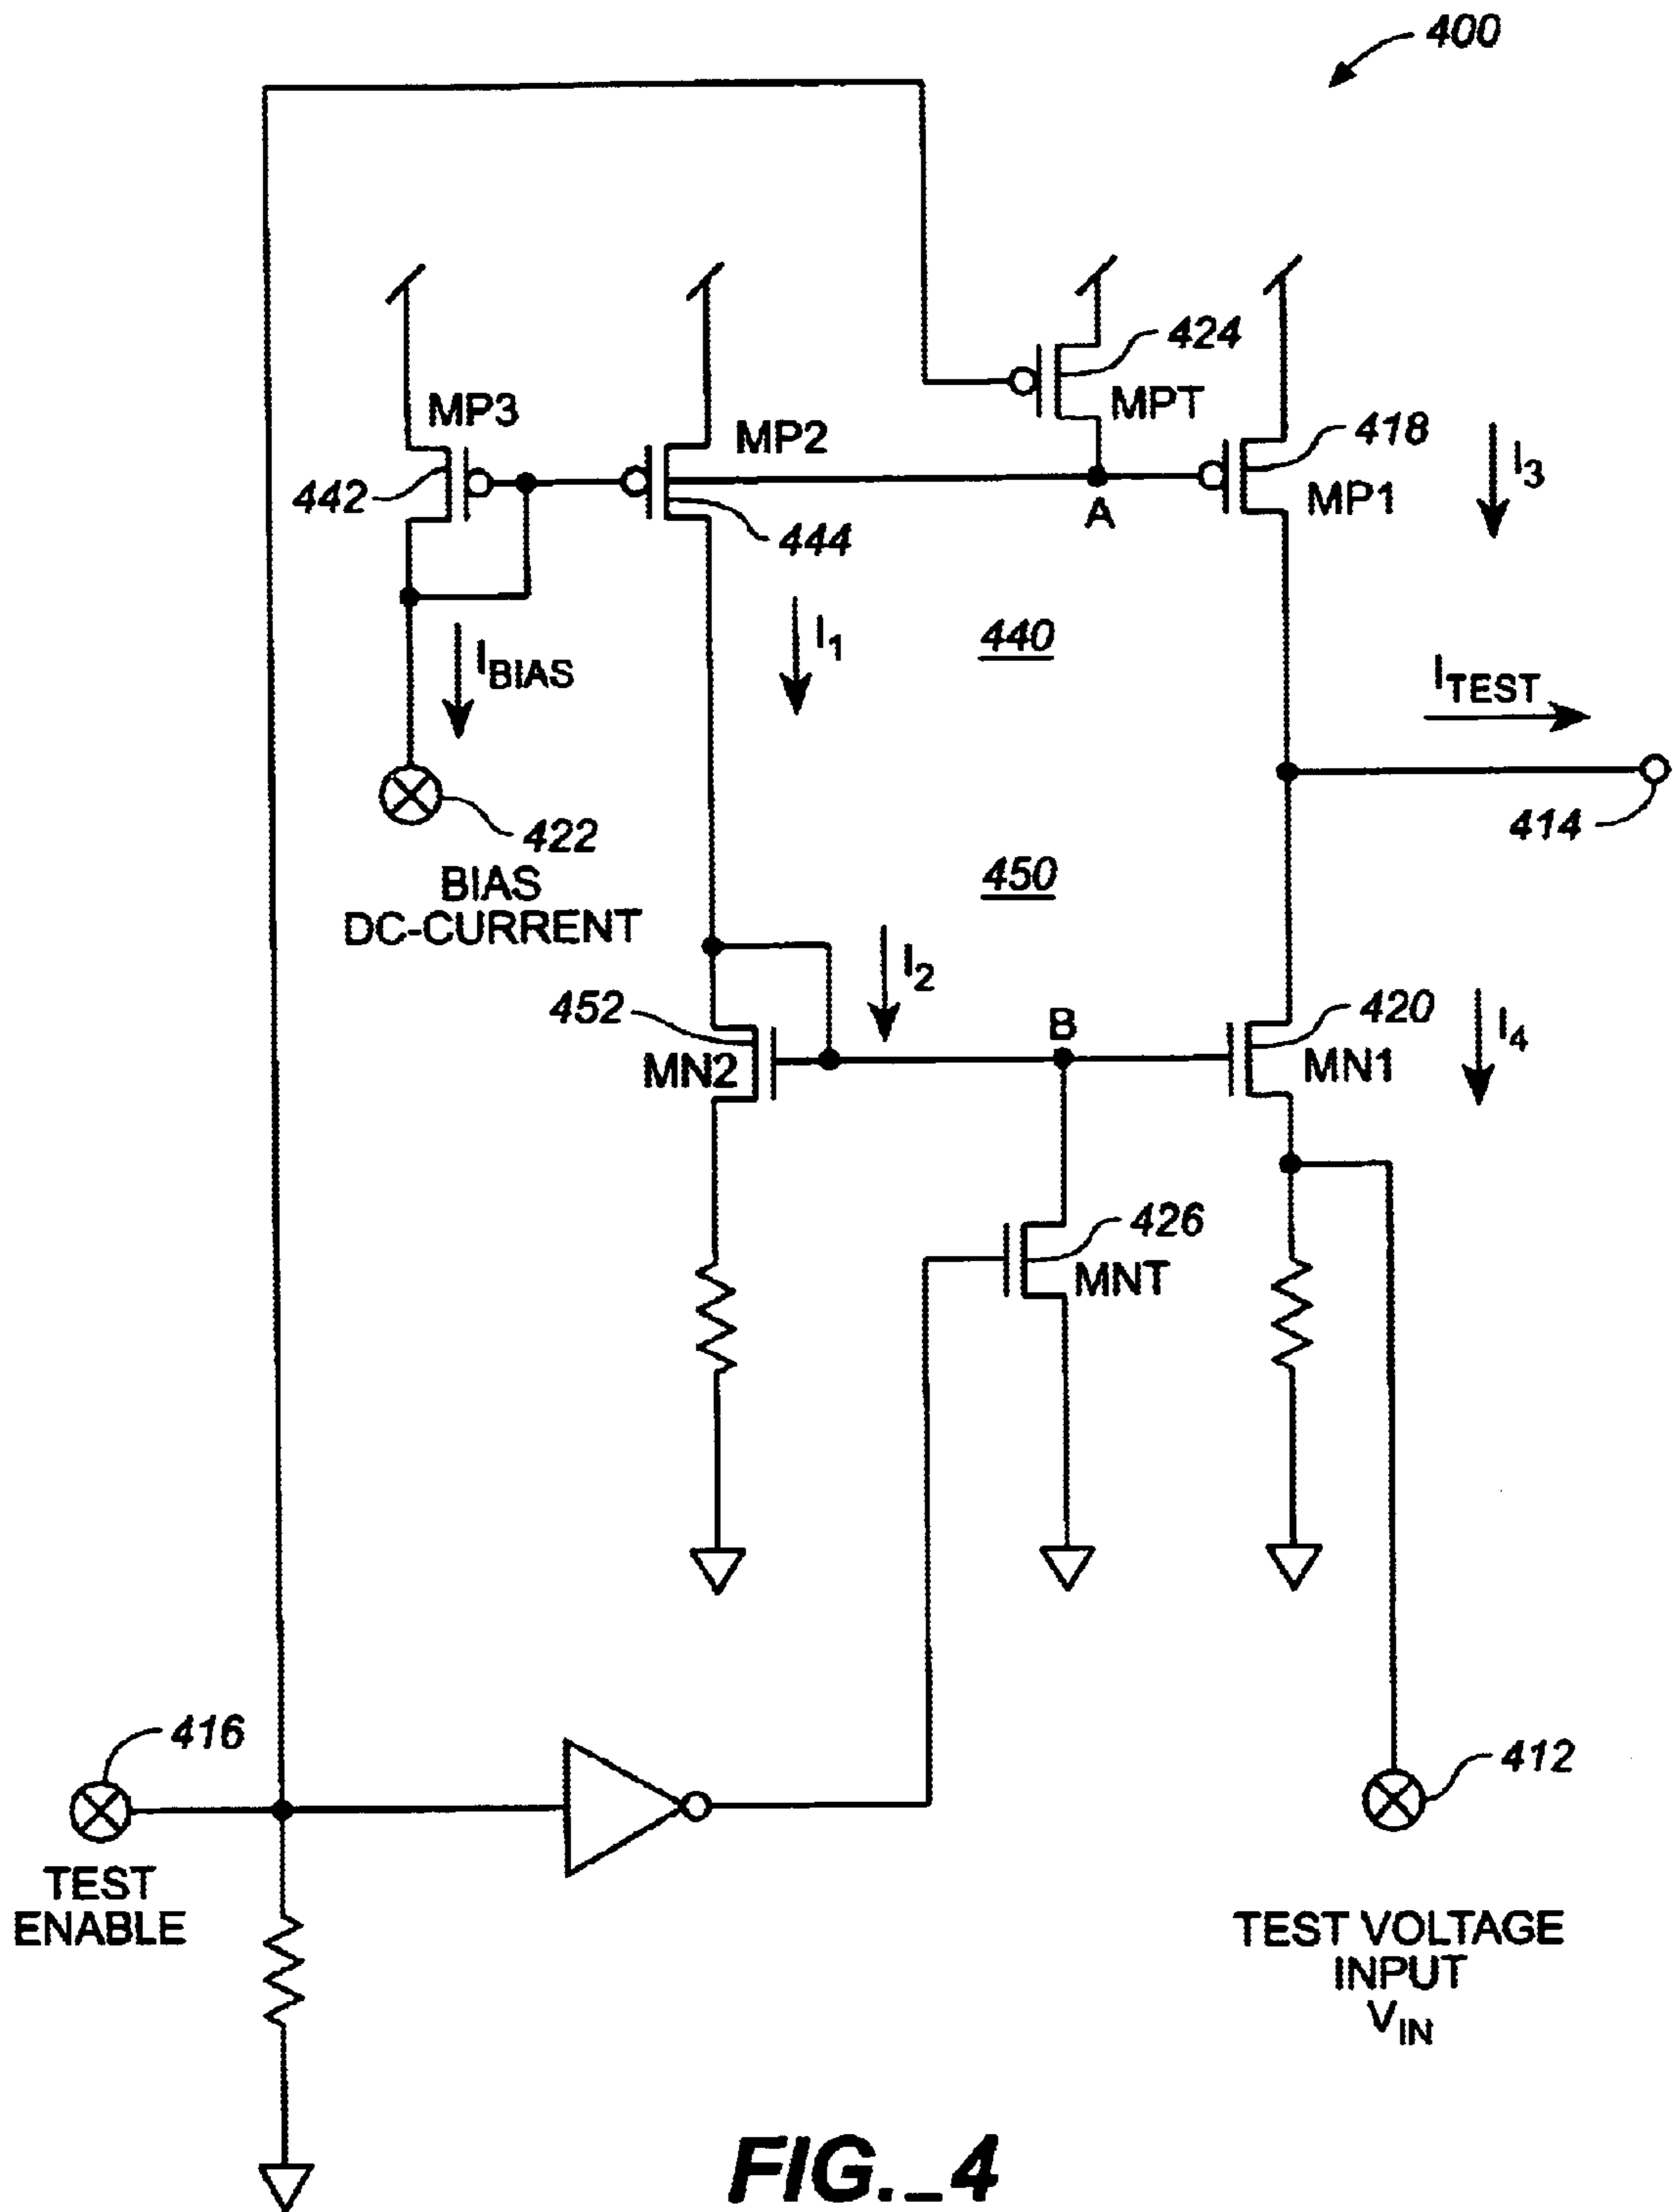 400
424
MPT
MP3
MP2
418
442
A
MP1
I3
444
I1
440
IBIAS
ITEST
422
414
BIAS
DC-CURRENT
450
I2
452
B
420
I4
MN2
MN1
426
MNT
416
412
TEST
ENABLE
TEST VOLTAGE
INPUT
VIN
FIG._4